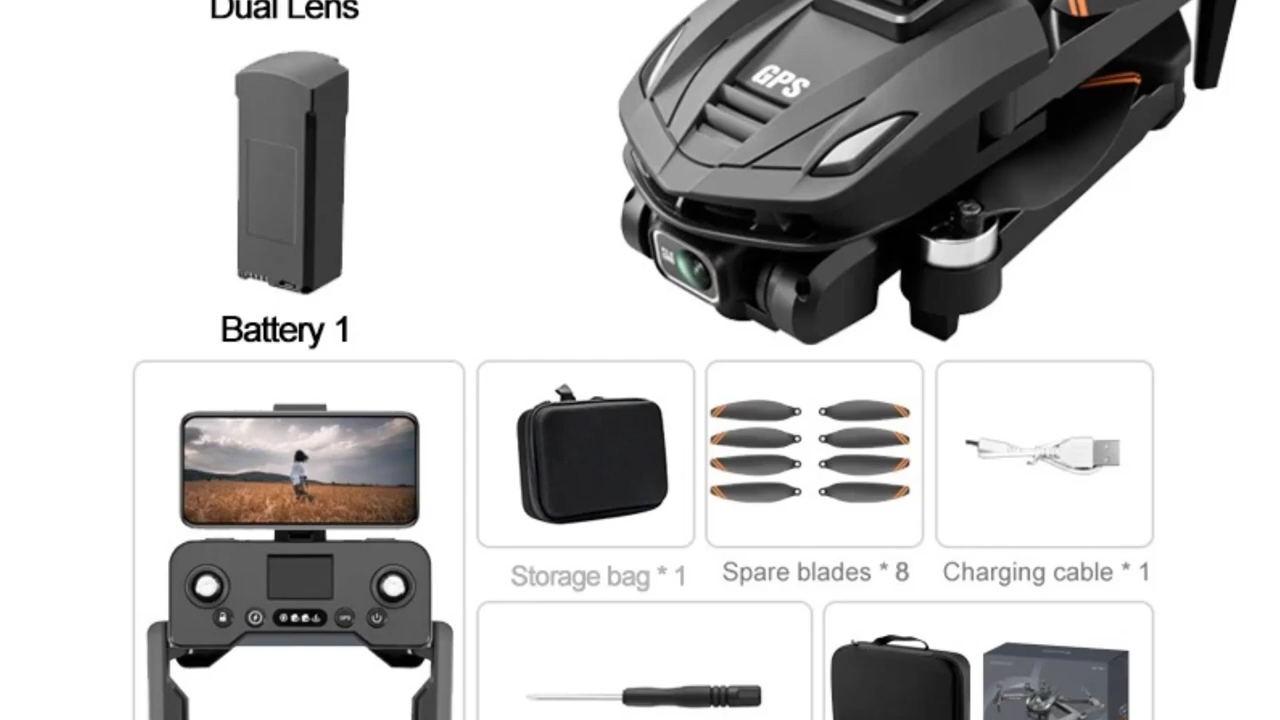 Dual Lens
GPS
Battery 1
Storage bag * 1
Spare blades * 8
Charging cable * 1